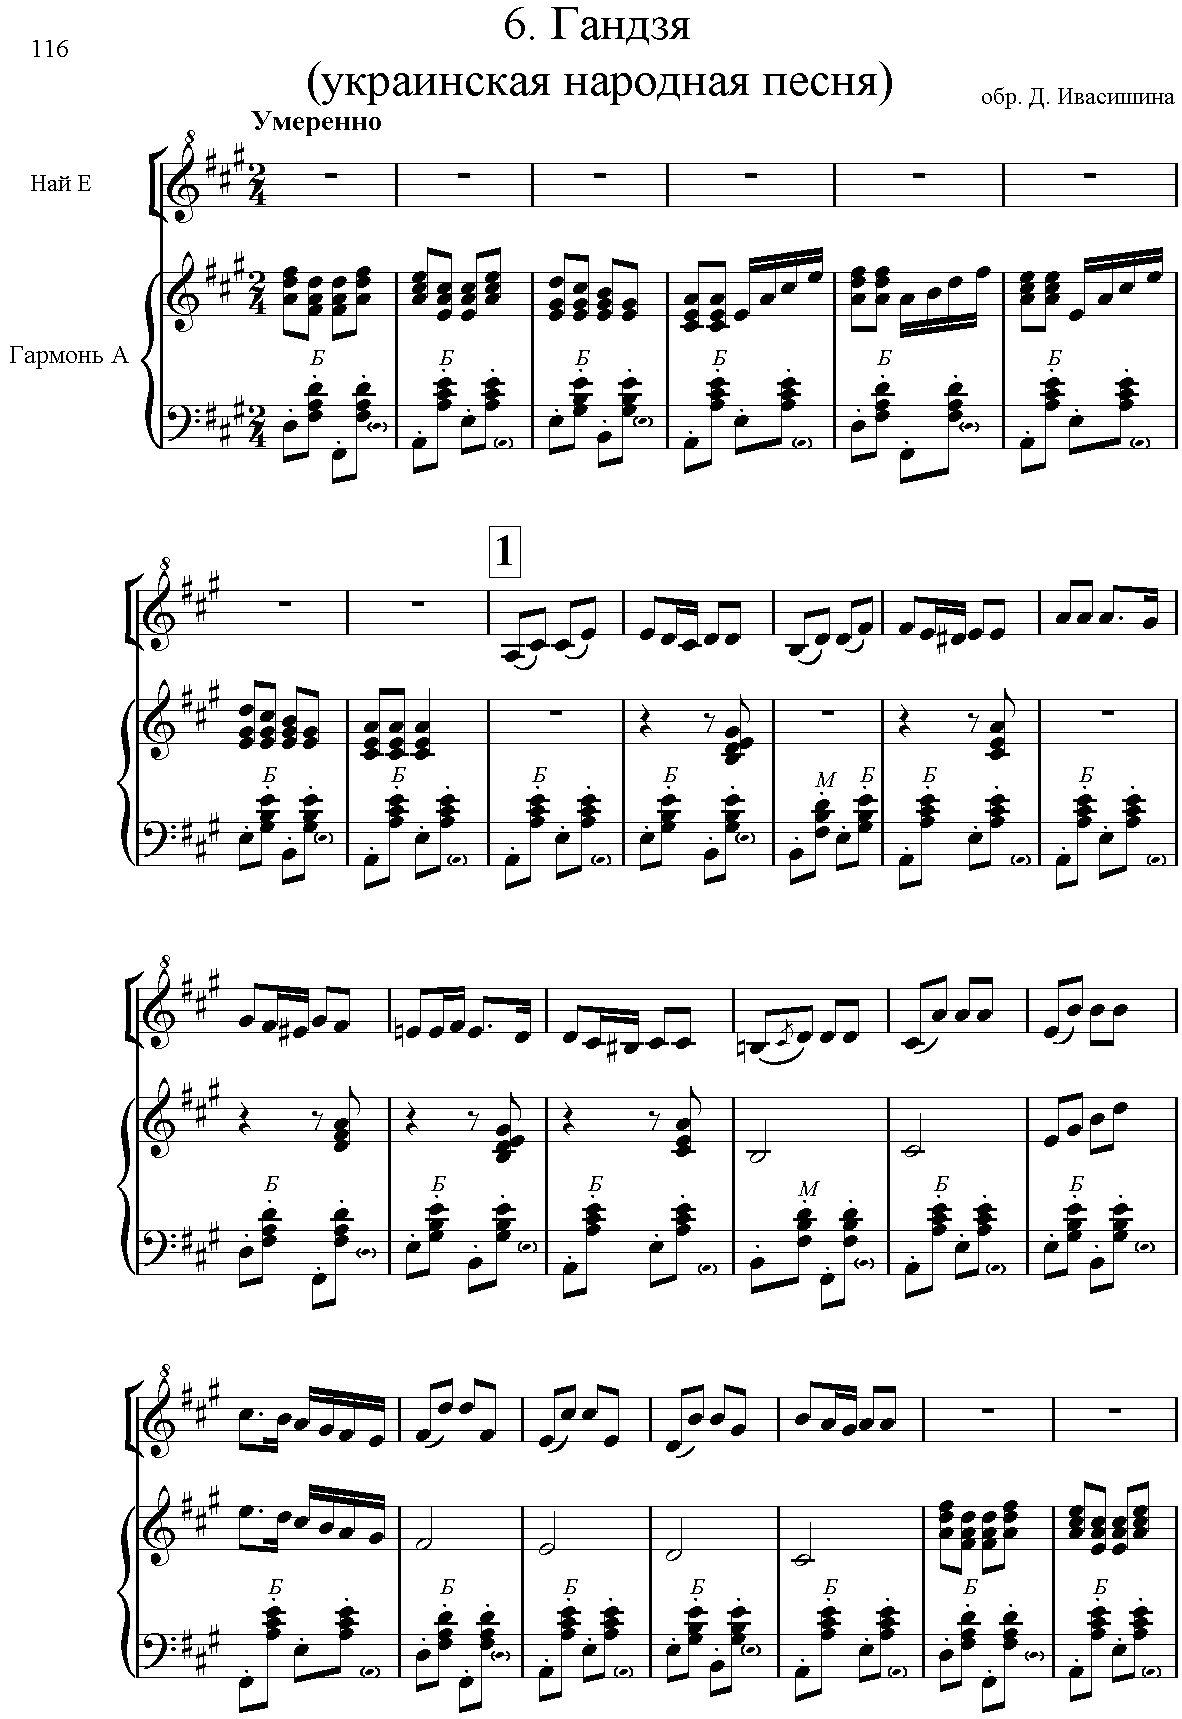 116
6. Гандзя
(украинская народная песня)
обр. Д. Ивасишина
Умеренно
Най Е
Гармонь А
Б Б Б Б Б Б
1
Б Б Б Б М Б Б Б
Б Б Б М Б Б
Б Б Б Б Б Б Б